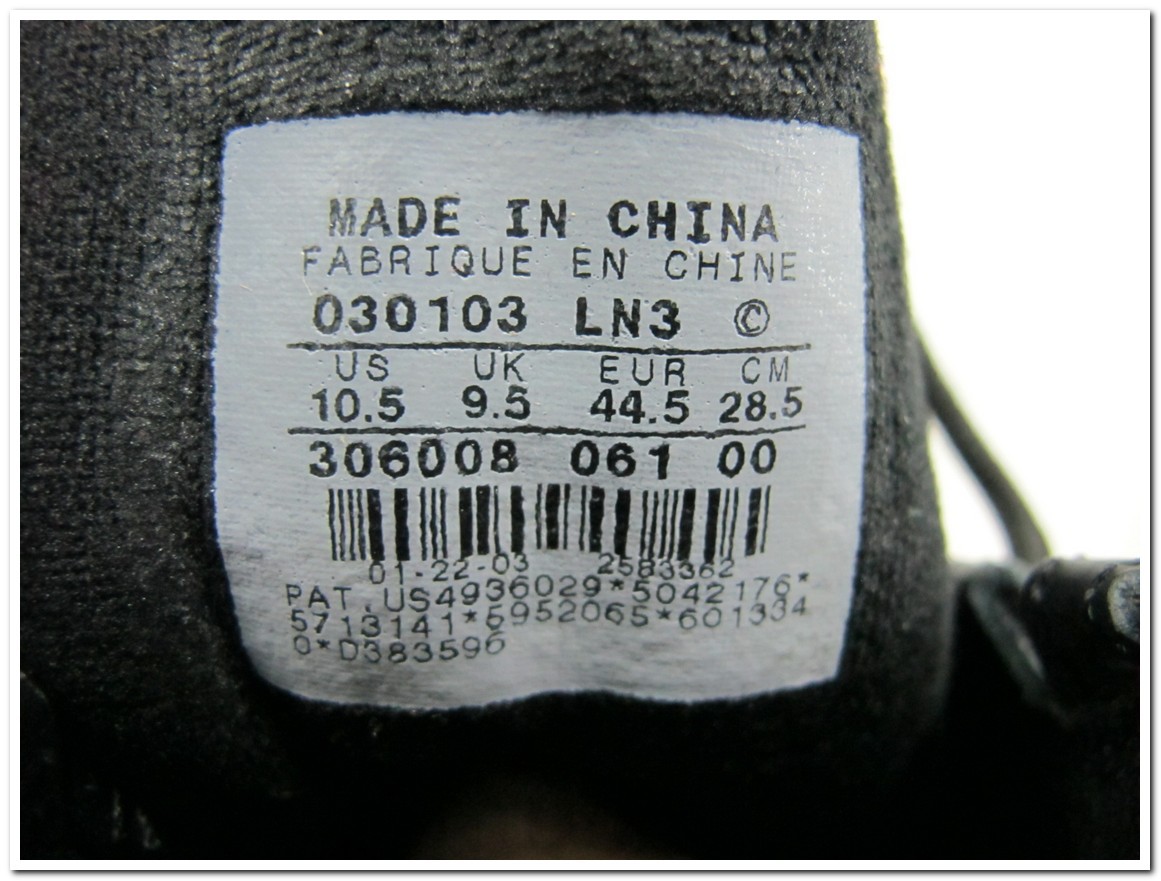 MADE IN CHINA
FABRIQUE EN CHINE
030103 LN3 ©
US UK EUR CM
10.5 9.5 44.5 28.5
306008 061 00
01-22-03 2583362
PAT.US4936029*5042176*
5713141*5952065*601334
0*D383596